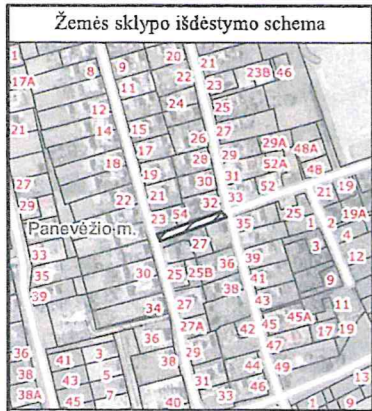 Žemės sklypo išdėstymo schema
1 8 9 20 21
17A 11 22 23B 46
23
12 24 25
21 14 15 26 27
17 29A 48A
18 28 29 52A
19 48
27 30 31 52 19
22 21 32 33 21
29 23 54 25 1 2 19A
Panevėžio m. 35 4
33 27 3
35 30 25 25B 36 39 12
39 38 41 9
34 27 43 11
36 27A 42 45 45A 17 19
36 41 3 29 47
38 43 5 38 44 49 13
38A 45 7 31 46
40 33 1 9